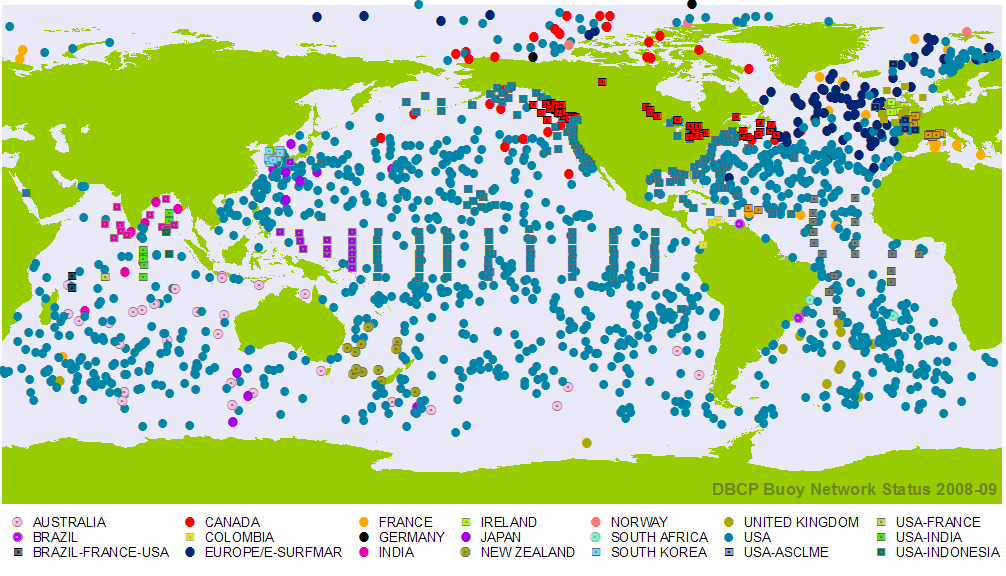 DBCP Buoy Network Status 2008-09
AUSTRALIA CANADA FRANCE IRELAND NORWAY UNITED KINGDOM USA-FRANCE
BRAZIL COLOMBIA GERMANY JAPAN SOUTH AFRICA USA USA-INDIA
BRAZIL-FRANCE-USA EUROPE/E-SURFMAR INDIA NEW ZEALAND SOUTH KOREA USA-ASCLME USA-INDONESIA